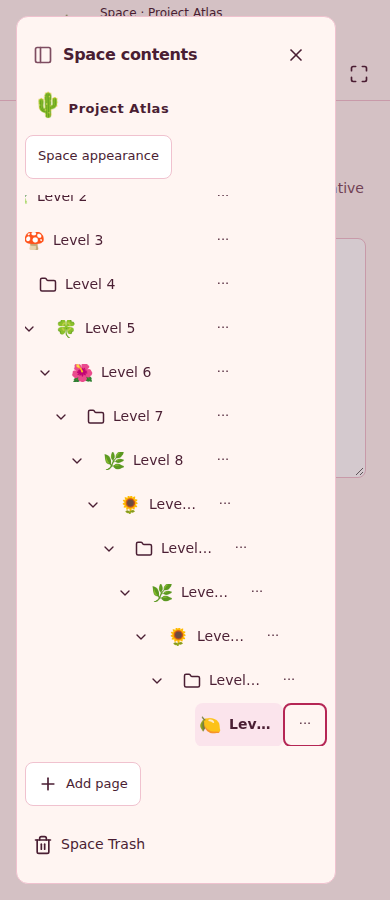 Space · Project Atlas
Space contents
Project Atlas
Space appearance
Level 2 ...
Level 3 ...
Level 4 ...
Level 5 ...
Level 6 ...
Level 7 ...
Level 8 ...
Leve... ...
Level... ...
Leve... ...
Leve... ...
Level... ...
Lev... ...
Add page
Space Trash